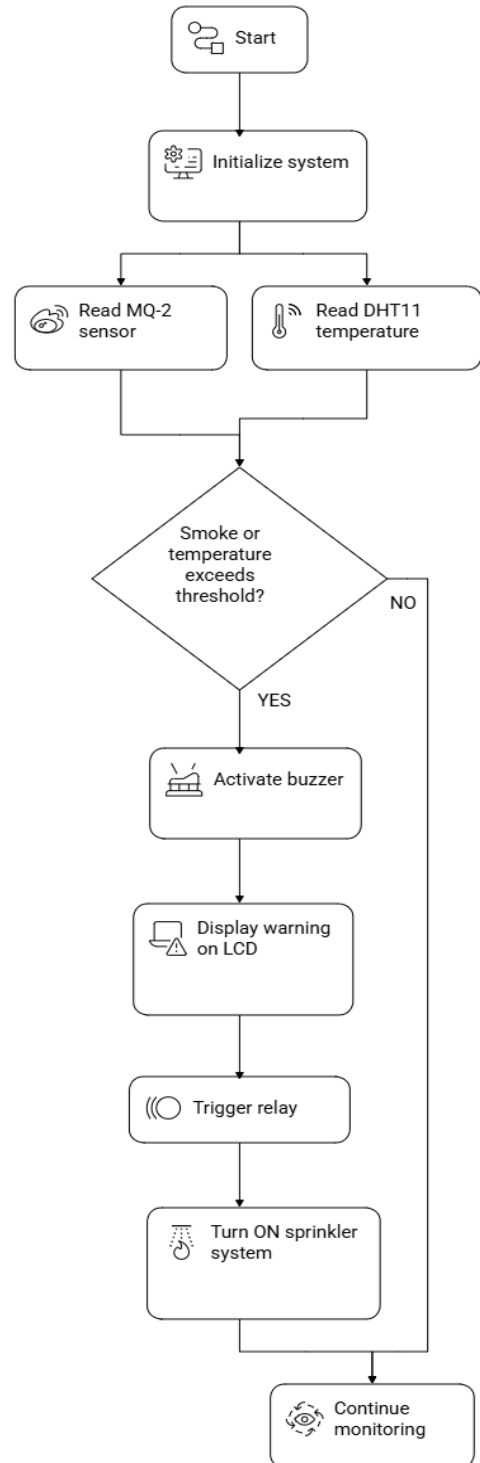 Start
Initialize system
Read MQ-2
sensor
Read DHT11
temperature
Smoke or
temperature
exceeds
threshold?
NO
YES
Activate buzzer
Display warning
on LCD
Trigger relay
Turn ON sprinkler
system
Continue
monitoring